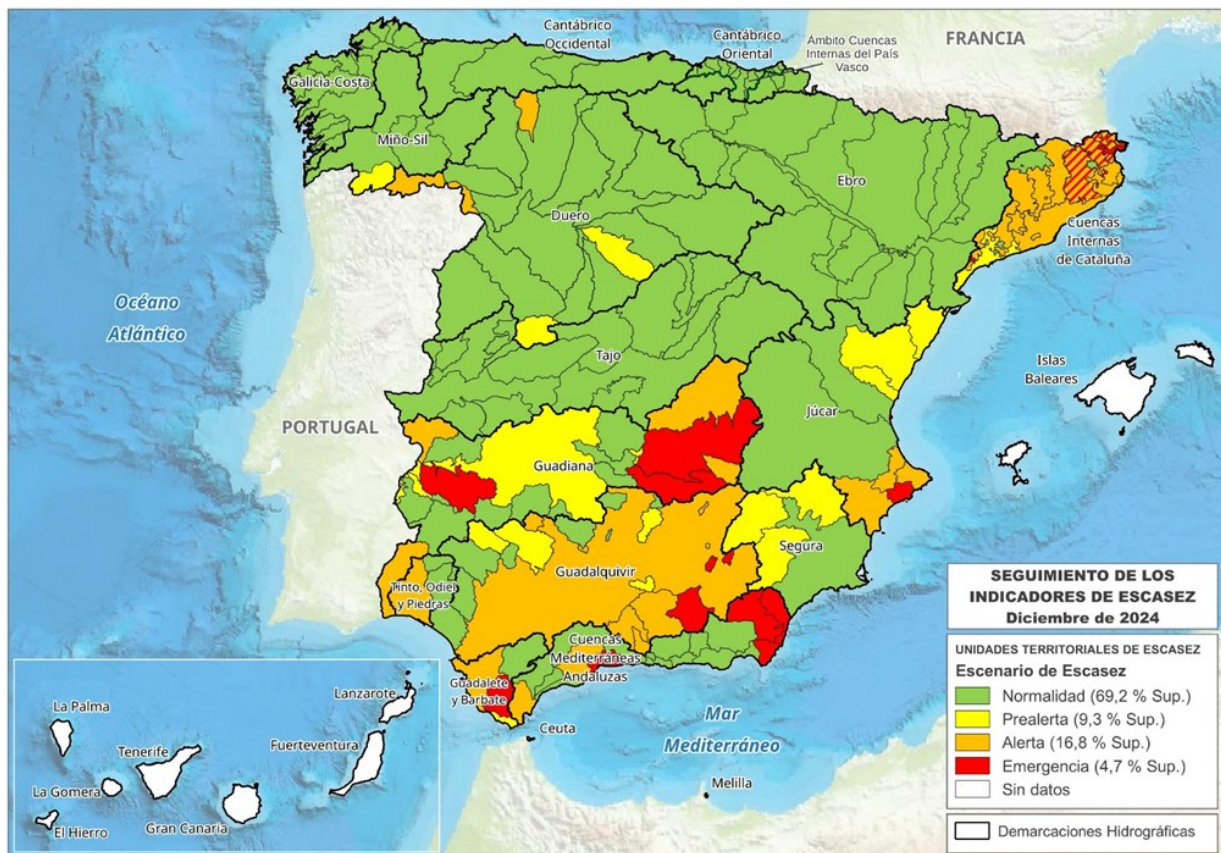 Cantábrico
Occidental
Cantábrico
Oriental
Ámbito Cuencas
Internas del País
Vasco
FRANCIA
Galicia-Costa
Miño-Sil
Ebro
Duero
Cuencas
Internas
de Cataluña
Océano
Atlántico
Tajo
Islas
Baleares
PORTUGAL
Júcar
Guadiana
Segura
Guadalquivir
Tinto, Odiel
y Piedras
Cuencas
Mediterráneas
Andaluzas
Guadalete
y Barbate
Ceuta
Mar
Mediterráneo
Melilla
Lanzarote
La Palma
Tenerife
Fuerteventura
La Gomera
El Hierro
Gran Canaria
SEGUIMIENTO DE LOS
INDICADORES DE ESCASEZ
Diciembre de 2024
UNIDADES TERRITORIALES DE ESCASEZ
Escenario de Escasez
Normalidad (69,2 % Sup.)
Prealerta (9,3 % Sup.)
Alerta (16,8 % Sup.)
Emergencia (4,7 % Sup.)
Sin datos
Demarcaciones Hidrográficas